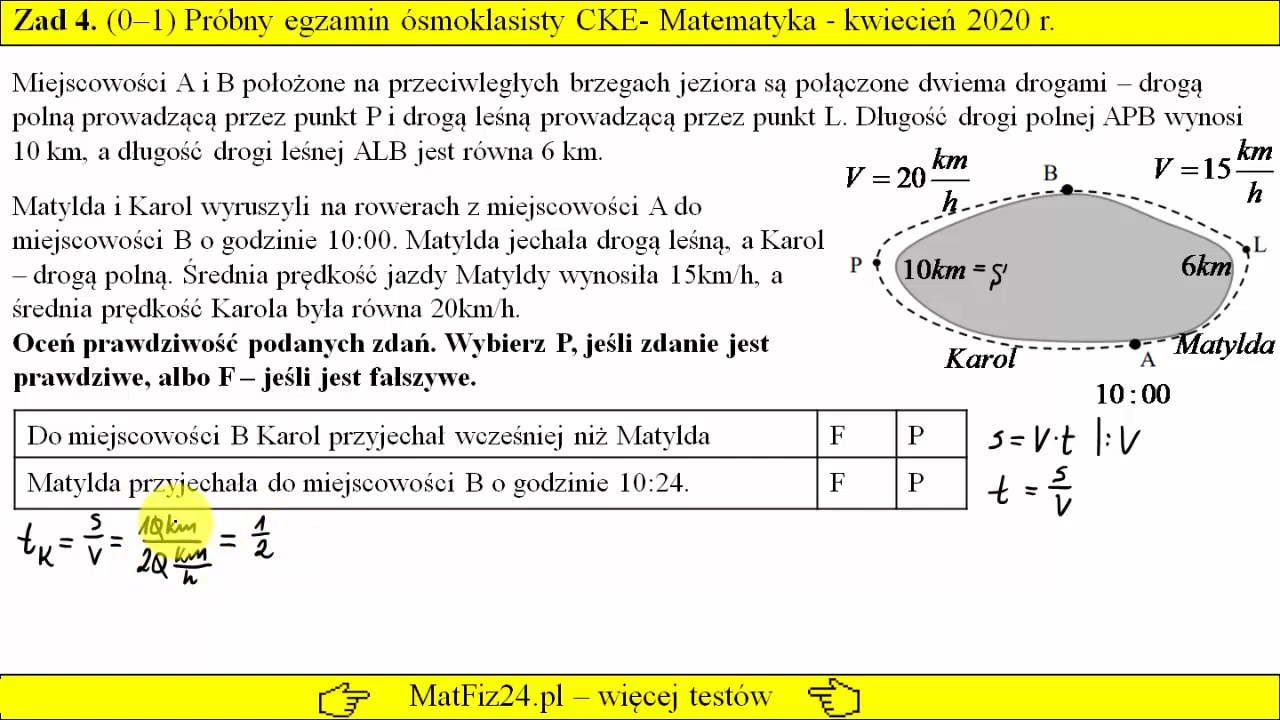 Zad 4. (0–1) Próbny egzamin ósmoklasisty CKE- Matematyka - kwiecień 2020 r.
Miejscowości A i B położone na przeciwległych brzegach jeziora są połączone dwiema drogami – drogą
polną prowadzącą przez punkt P i drogą leśną prowadzącą przez punkt L. Długość drogi polnej APB wynosi
10 km, a długość drogi leśnej ALB jest równa 6 km.
Matylda i Karol wyruszyli na rowerach z miejscowości A do
miejscowości B o godzinie 10:00. Matylda jechała drogą leśną, a Karol
– drogą polną. Średnia prędkość jazdy Matyldy wynosiła 15km/h, a
średnia prędkość Karola była równa 20km/h.
Oceń prawdziwość podanych zdań. Wybierz P, jeśli zdanie jest
prawdziwe, albo F – jeśli jest fałszywe.
V = 20 km/h
B
V = 15 km/h
P
10km = S
6km
L
Karol
A
Matylda
10:00
Do miejscowości B Karol przyjechał wcześniej niż Matylda F P
Matylda przyjechała do miejscowości B o godzinie 10:24. F P
s = V·t |:V
t = s/V
tK = s/V = 10km/20 km/h = 1/2
MatFiz24.pl – więcej testów